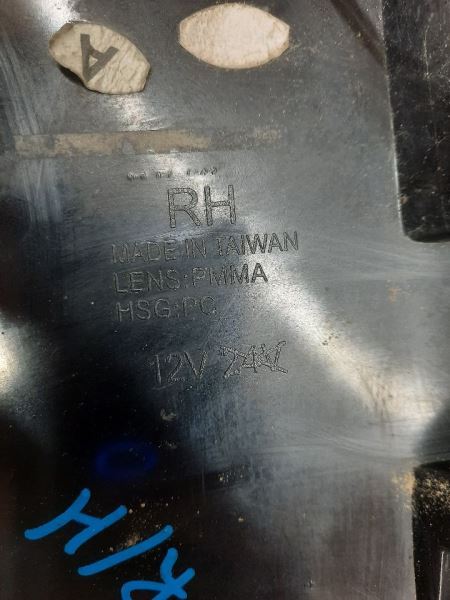 A
RH
MADE IN TAIWAN
LENS:PMMA
HSG:PC
12V 24V
R/H